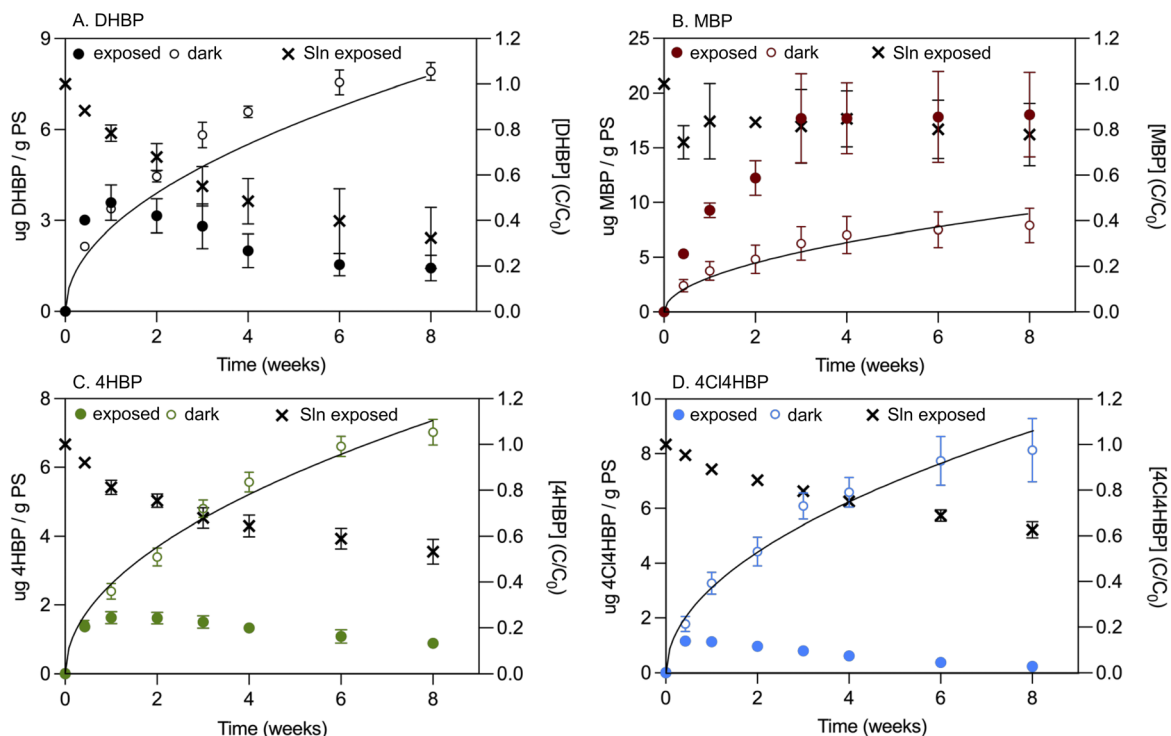 A. DHBP
exposed dark Sln exposed
9
6
3
0
ug DHBP / g PS
1.2
1.0
0.8
0.6
0.4
0.2
0.0
[DHBP] (C/C0)
0 2 4 6 8
Time (weeks)
B. MBP
exposed dark Sln exposed
25
20
15
10
5
0
ug MBP / g PS
1.2
1.0
0.8
0.6
0.4
0.2
0.0
[MBP] (C/C0)
0 2 4 6 8
Time (weeks)
C. 4HBP
exposed dark Sln exposed
8
6
4
2
0
ug 4HBP / g PS
1.2
1.0
0.8
0.6
0.4
0.2
0.0
[4HBP] (C/C0)
0 2 4 6 8
Time (weeks)
D. 4Cl4HBP
exposed dark Sln exposed
10
8
6
4
2
0
ug 4Cl4HBP / g PS
1.2
1.0
0.8
0.6
0.4
0.2
0.0
[4Cl4HBP] (C/C0)
0 2 4 6 8
Time (weeks)